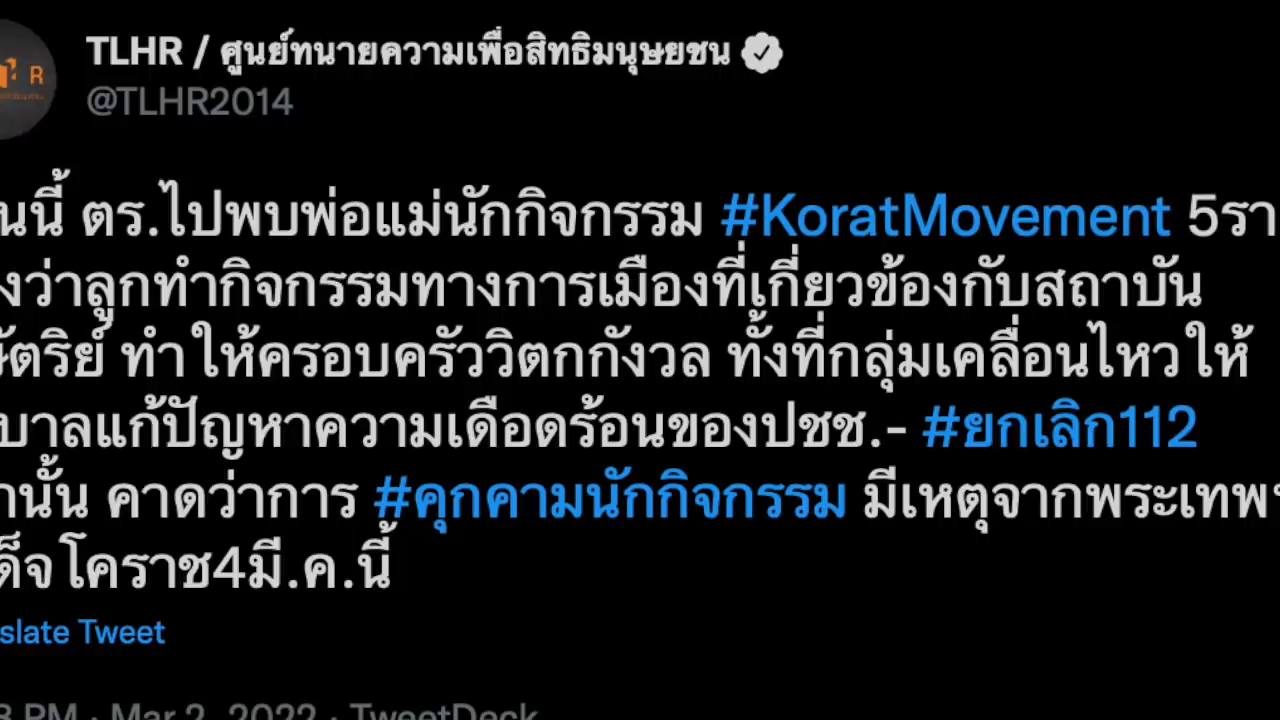 TLHR / ศูนย์ทนายความเพื่อสิทธิมนุษยชน
R
@TLHR2014
นนี้ ตร.ไปพบพ่อแม่นักกิจกรรม #KoratMovement 5รา
งว่าลูกทำกิจกรรมทางการเมืองที่เกี่ยวข้องกับสถาบัน
ษัตริย์ ทำให้ครอบครัววิตกกังวล ทั้งที่กลุ่มเคลื่อนไหวให้
บาลแก้ปัญหาความเดือดร้อนของปชช.- #ยกเลิก112
านั้น คาดว่าการ #คุกคามนักกิจกรรม มีเหตุจากพระเทพ
ด็จโคราช4มี.ค.นี้
slate Tweet
PM · Mar 2, 2022 · TweetDeck